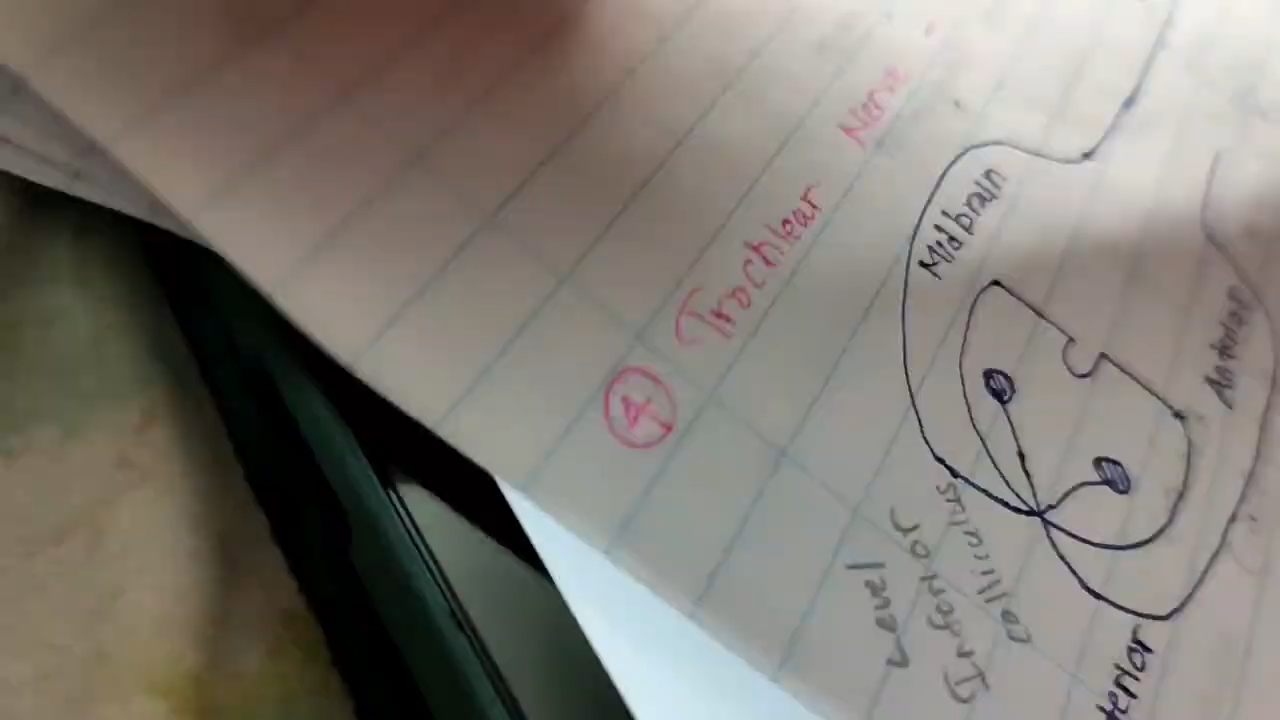 4 Trochlear Nerve
Midbrain
Anterior
Level
Inferior
colliculus
terior